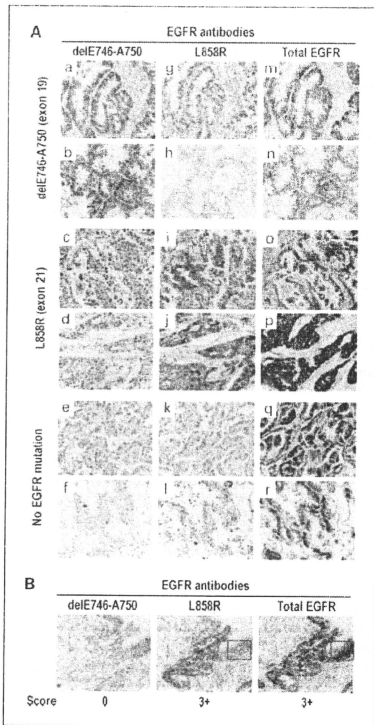 A
EGFR antibodies
delE746-A750 L858R Total EGFR
delE746-A750 (exon 19)
a g m
b h n
L858R (exon 21)
c i o
d j p
No EGFR mutation
e k q
f l r
B
EGFR antibodies
delE746-A750 L858R Total EGFR
Score 0 3+ 3+